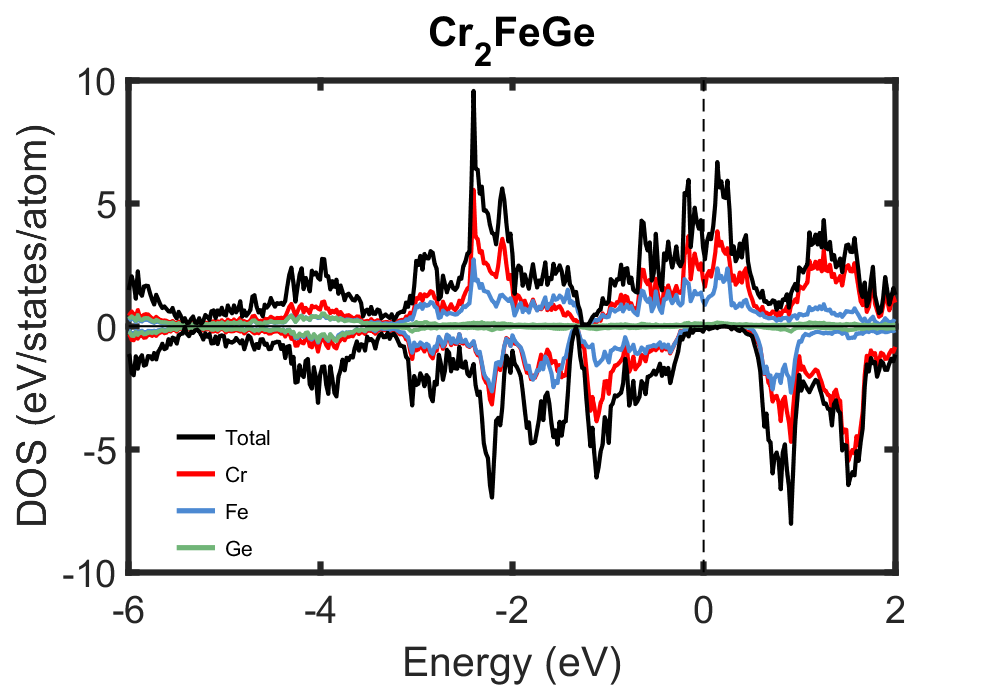 Cr2FeGe
DOS (eV/states/atom)
10
5
0
-5
-10
Total
Cr
Fe
Ge
-6 -4 -2 0 2
Energy (eV)